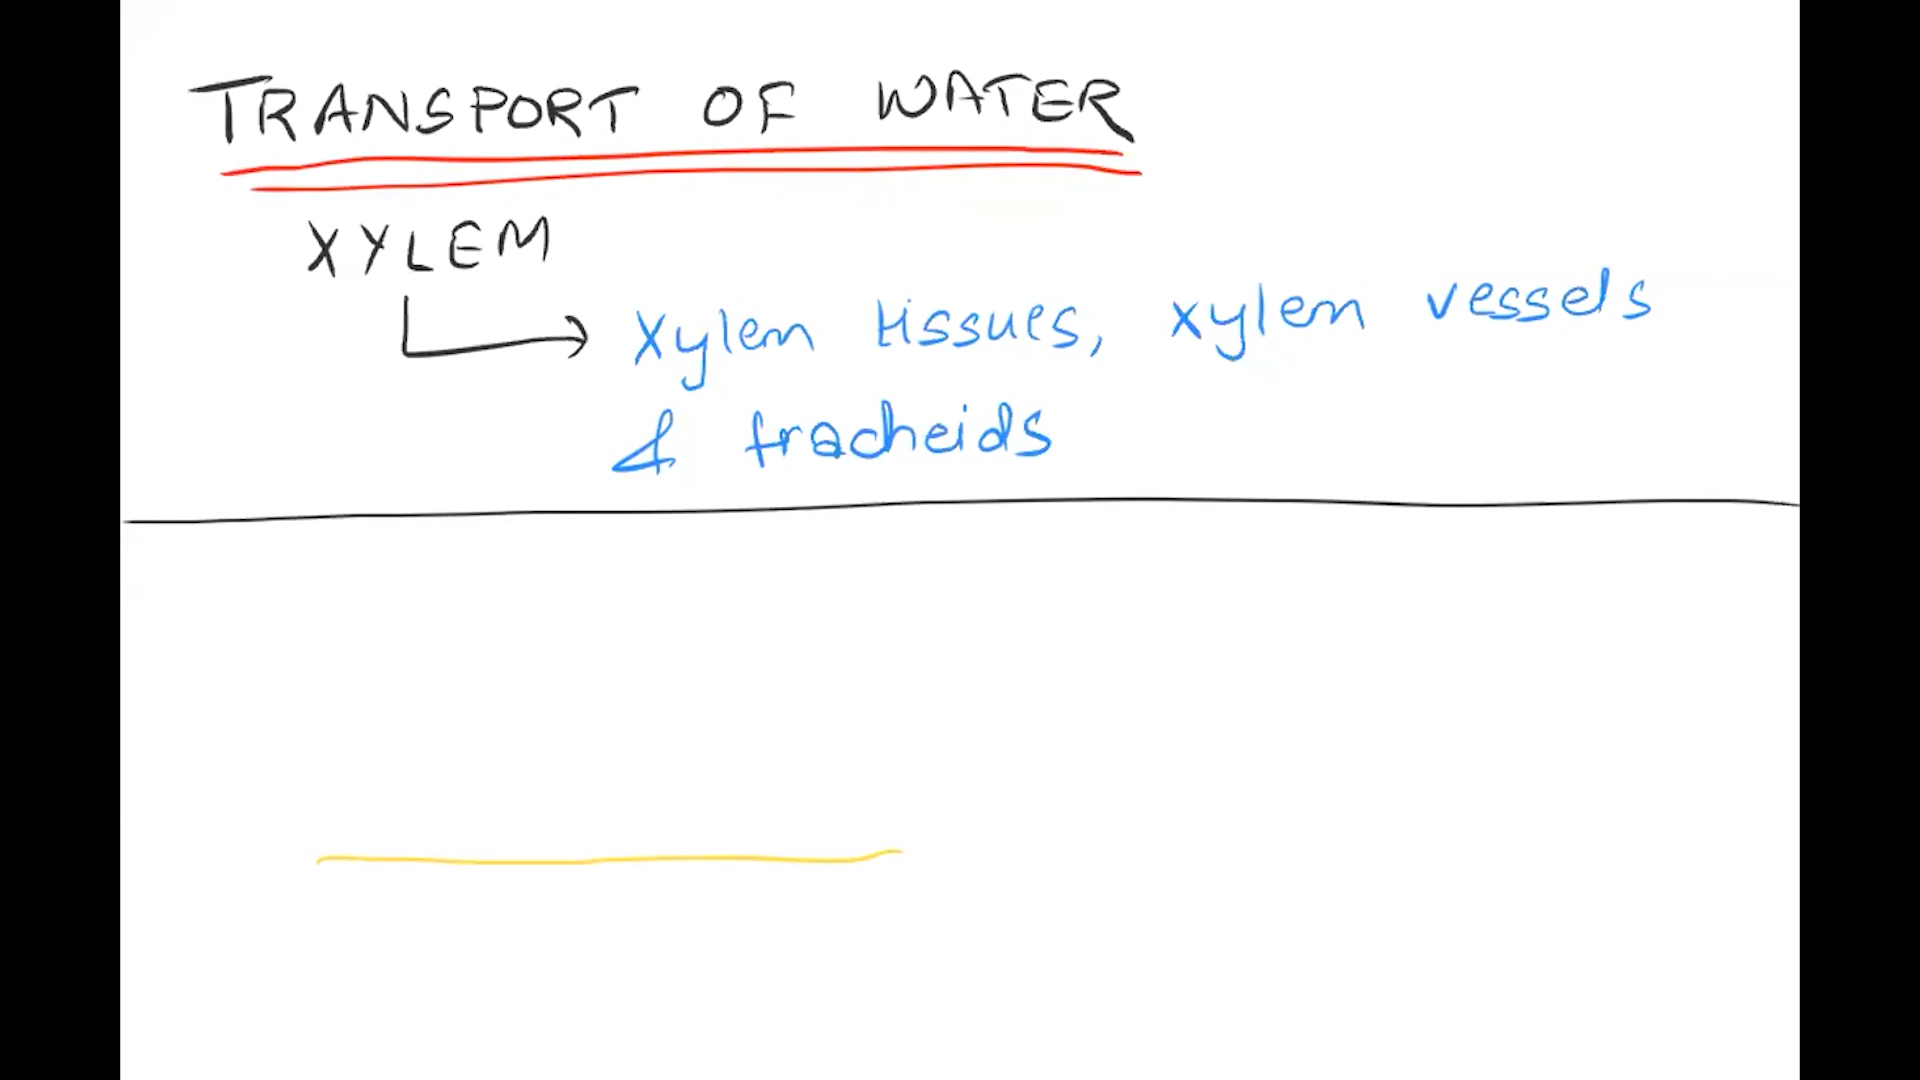 TRANSPORT OF WATER
XYLEM
Xylem tissues, xylem vessels
& tracheids